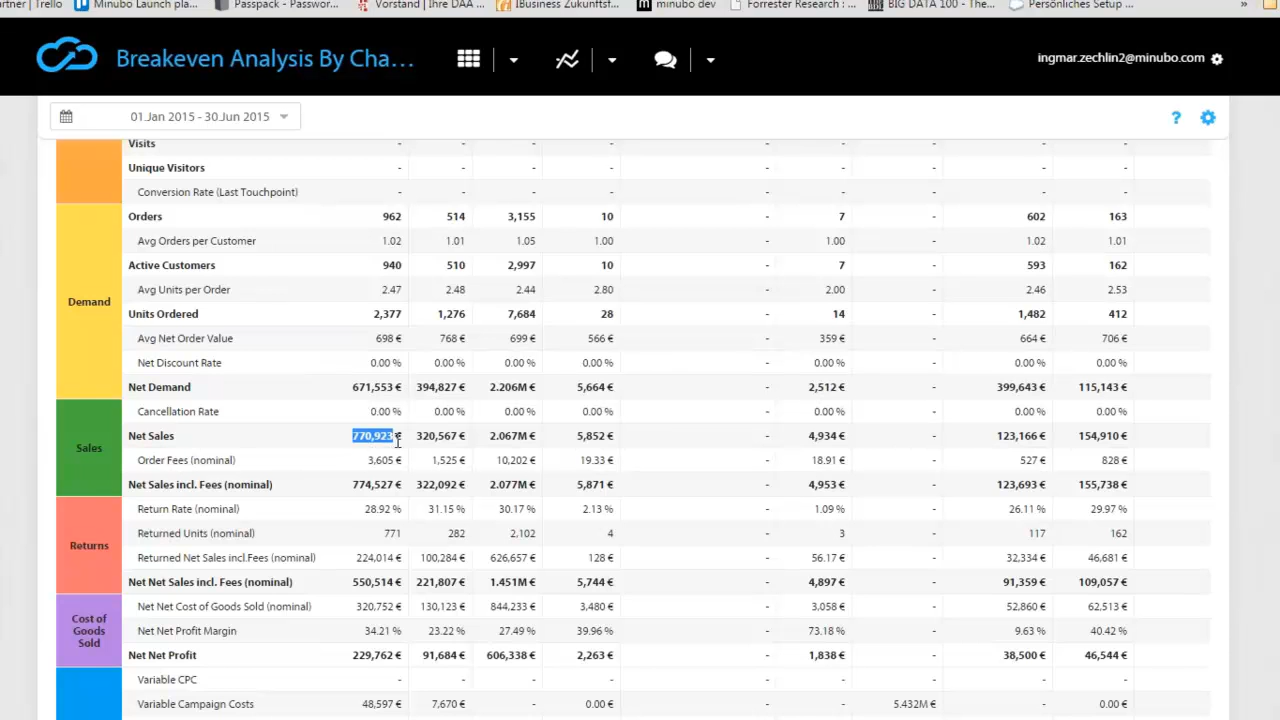 artner | Trello Minubo Launch pla... Passpack - Passwor... Vorstand | Ihre DAA ... IBusiness Zukunftsf... minubo dev Forrester Research : ... BIG DATA 100 - The... Persönliches Setup ... »
Breakeven Analysis By Cha... ingmar.zechlin2@minubo.com
01.Jan 2015 - 30.Jun 2015 ?
Visits - - - - - - - - -
Unique Visitors - - - - - - - - -
Conversion Rate (Last Touchpoint) - - - - - - - - -
Orders 962 514 3,155 10 - 7 - 602 163
Avg Orders per Customer 1.02 1.01 1.05 1.00 - 1.00 - 1.02 1.01
Active Customers 940 510 2,997 10 - 7 - 593 162
Avg Units per Order 2.47 2.48 2.44 2.80 - 2.00 - 2.46 2.53
Demand
Units Ordered 2,377 1,276 7,684 28 - 14 - 1,482 412
Avg Net Order Value 698 € 768 € 699 € 566 € - 359 € - 664 € 706 €
Net Discount Rate 0.00 % 0.00 % 0.00 % 0.00 % - 0.00 % - 0.00 % 0.00 %
Net Demand 671,553 € 394,827 € 2.206M € 5,664 € - 2,512 € - 399,643 € 115,143 €
Cancellation Rate 0.00 % 0.00 % 0.00 % 0.00 % - 0.00 % - 0.00 % 0.00 %
Net Sales 770,923 € 320,567 € 2.067M € 5,852 € - 4,934 € - 123,166 € 154,910 €
Sales
Order Fees (nominal) 3,605 € 1,525 € 10,202 € 19.33 € - 18.91 € - 527 € 828 €
Net Sales incl. Fees (nominal) 774,527 € 322,092 € 2.077M € 5,871 € - 4,953 € - 123,693 € 155,738 €
Return Rate (nominal) 28.92 % 31.15 % 30.17 % 2.13 % - 1.09 % - 26.11 % 29.97 %
Returned Units (nominal) 771 282 2,102 4 - 3 - 117 162
Returns
Returned Net Sales incl.Fees (nominal) 224,014 € 100,284 € 626,657 € 128 € - 56.17 € - 32,334 € 46,681 €
Net Net Sales incl. Fees (nominal) 550,514 € 221,807 € 1.451M € 5,744 € - 4,897 € - 91,359 € 109,057 €
Net Net Cost of Goods Sold (nominal) 320,752 € 130,123 € 844,233 € 3,480 € - 3,058 € - 52,860 € 62,513 €
Cost of
Goods
Sold
Net Net Profit Margin 34.21 % 23.22 % 27.49 % 39.96 % - 73.18 % - 9.63 % 40.42 %
Net Net Profit 229,762 € 91,684 € 606,338 € 2,263 € - 1,838 € - 38,500 € 46,544 €
Variable CPC - - - - - - - - -
Variable Campaign Costs 48,597 € 7,670 € - 0.00 € - - 5.432M € - 0.00 €